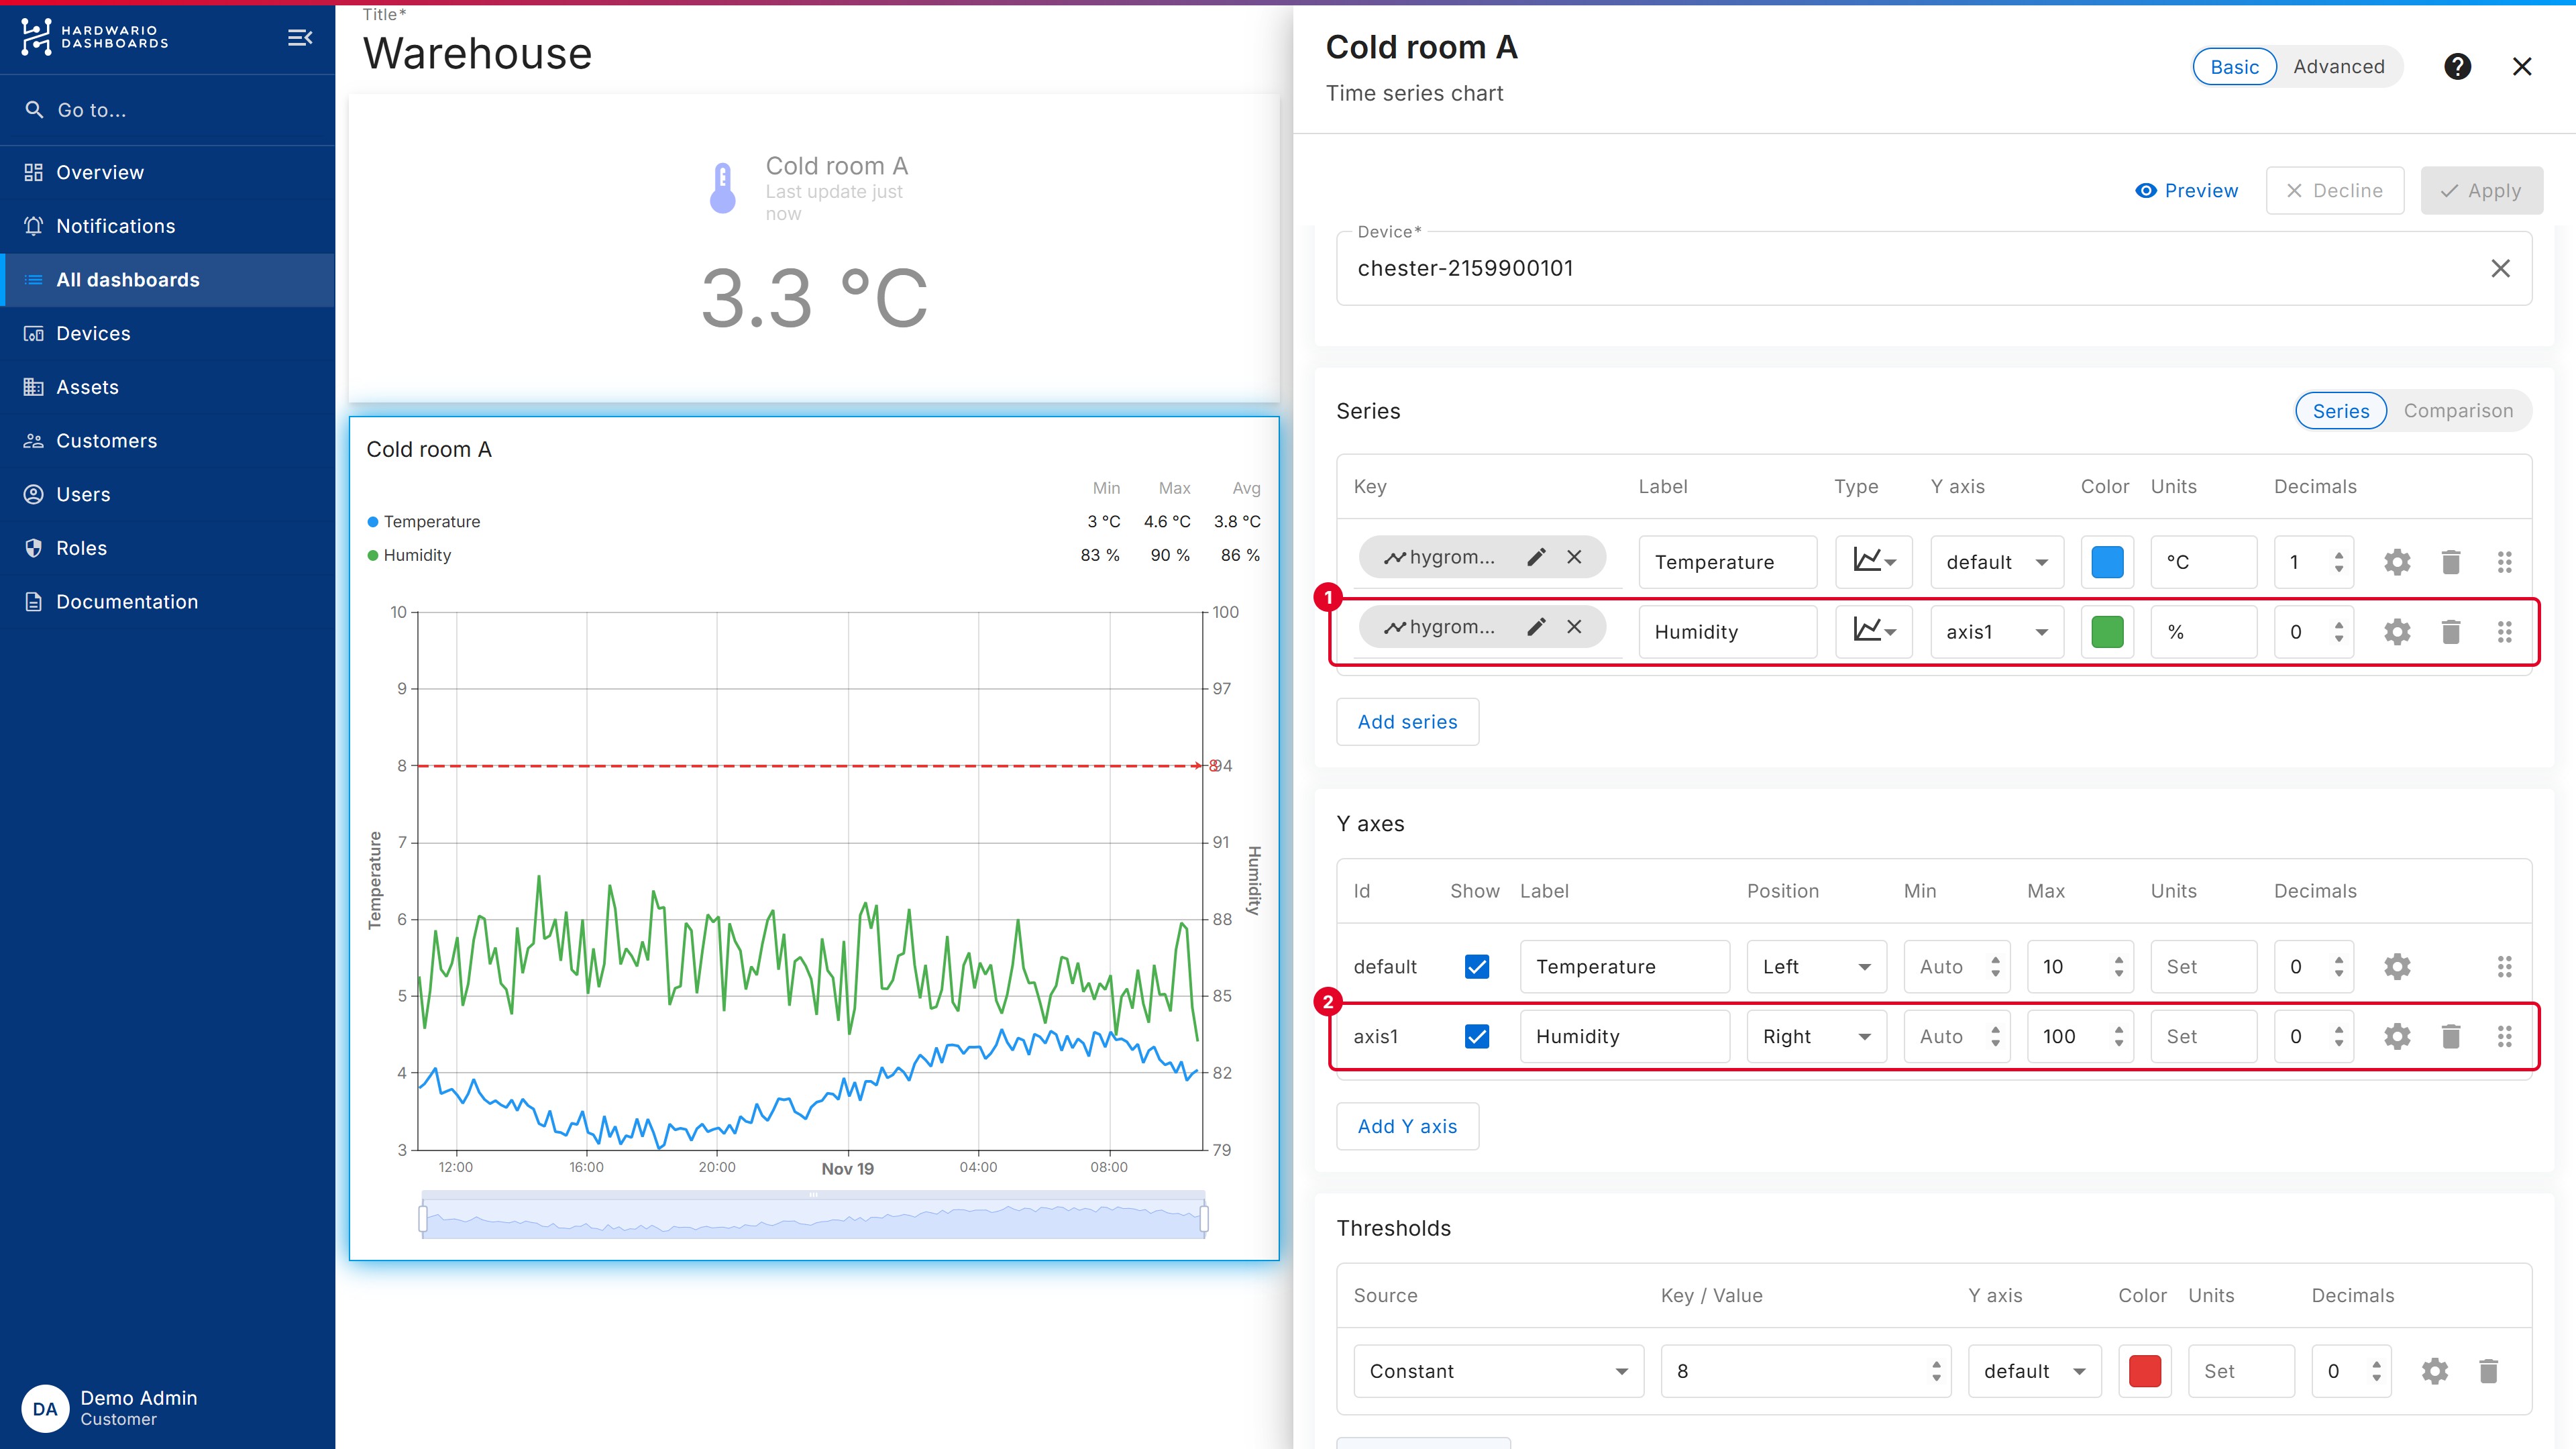 HARDWARIO
DASHBOARDS
Go to...
Overview
Notifications
All dashboards
Devices
Assets
Customers
Users
Roles
Documentation
DA
Demo Admin
Customer
Title*
Warehouse
Cold room A
Last update just
now
3.3 °C
Cold room A
Min Max Avg
Temperature 3 °C 4.6 °C 3.8 °C
Humidity 83 % 90 % 86 %
10 100
9 97
8 8 94
7 91
6 88
5 85
4 82
3 79
Temperature
Humidity
12:00 16:00 20:00 Nov 19 04:00 08:00
Cold room A
Time series chart
Basic Advanced
Preview Decline Apply
Device*
chester-2159900101
Series
Series Comparison
Key Label Type Y axis Color Units Decimals
hygrom... Temperature default °C 1
1
hygrom... Humidity axis1 % 0
Add series
Y axes
Id Show Label Position Min Max Units Decimals
default Temperature Left Auto 10 Set 0
2
axis1 Humidity Right Auto 100 Set 0
Add Y axis
Thresholds
Source Key / Value Y axis Color Units Decimals
Constant 8 default Set 0